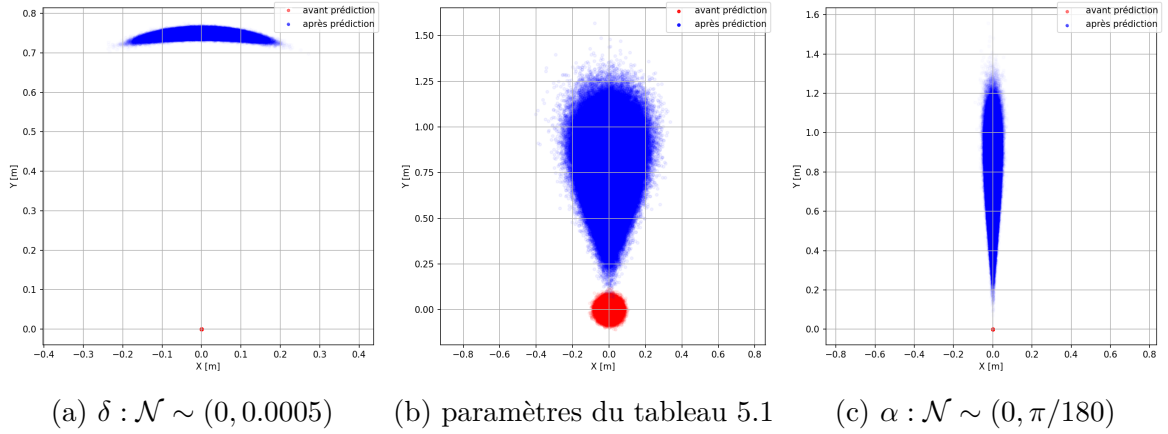 avant prédiction
après prédiction
0.8
0.7
0.6
0.5
0.4
0.3
0.2
0.1
0.0
Y [m]
−0.4 −0.3 −0.2 −0.1 0.0 0.1 0.2 0.3 0.4
X [m]
(a) δ : 𝒩 ∼ (0, 0.0005)
avant prédiction
après prédiction
1.50
1.25
1.00
0.75
0.50
0.25
0.00
Y [m]
−0.8 −0.6 −0.4 −0.2 0.0 0.2 0.4 0.6 0.8
X [m]
(b) paramètres du tableau 5.1
avant prédiction
après prédiction
1.6
1.4
1.2
1.0
0.8
0.6
0.4
0.2
0.0
Y [m]
−0.8 −0.6 −0.4 −0.2 0.0 0.2 0.4 0.6 0.8
X [m]
(c) α : 𝒩 ∼ (0, π/180)